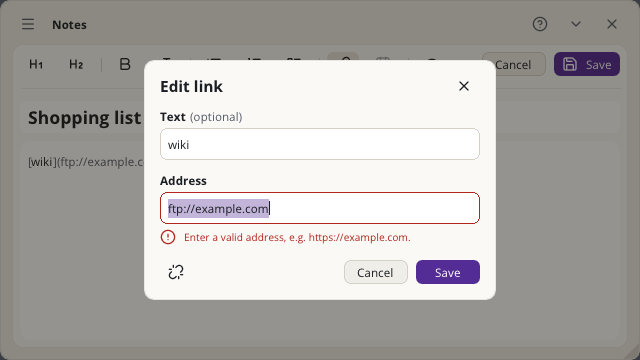 Notes
H1 H2 B Cancel Save
Shopping list
[wiki](ftp://example.c
Edit link
Text (optional)
wiki
Address
ftp://example.com
Enter a valid address, e.g. https://example.com.
Cancel Save